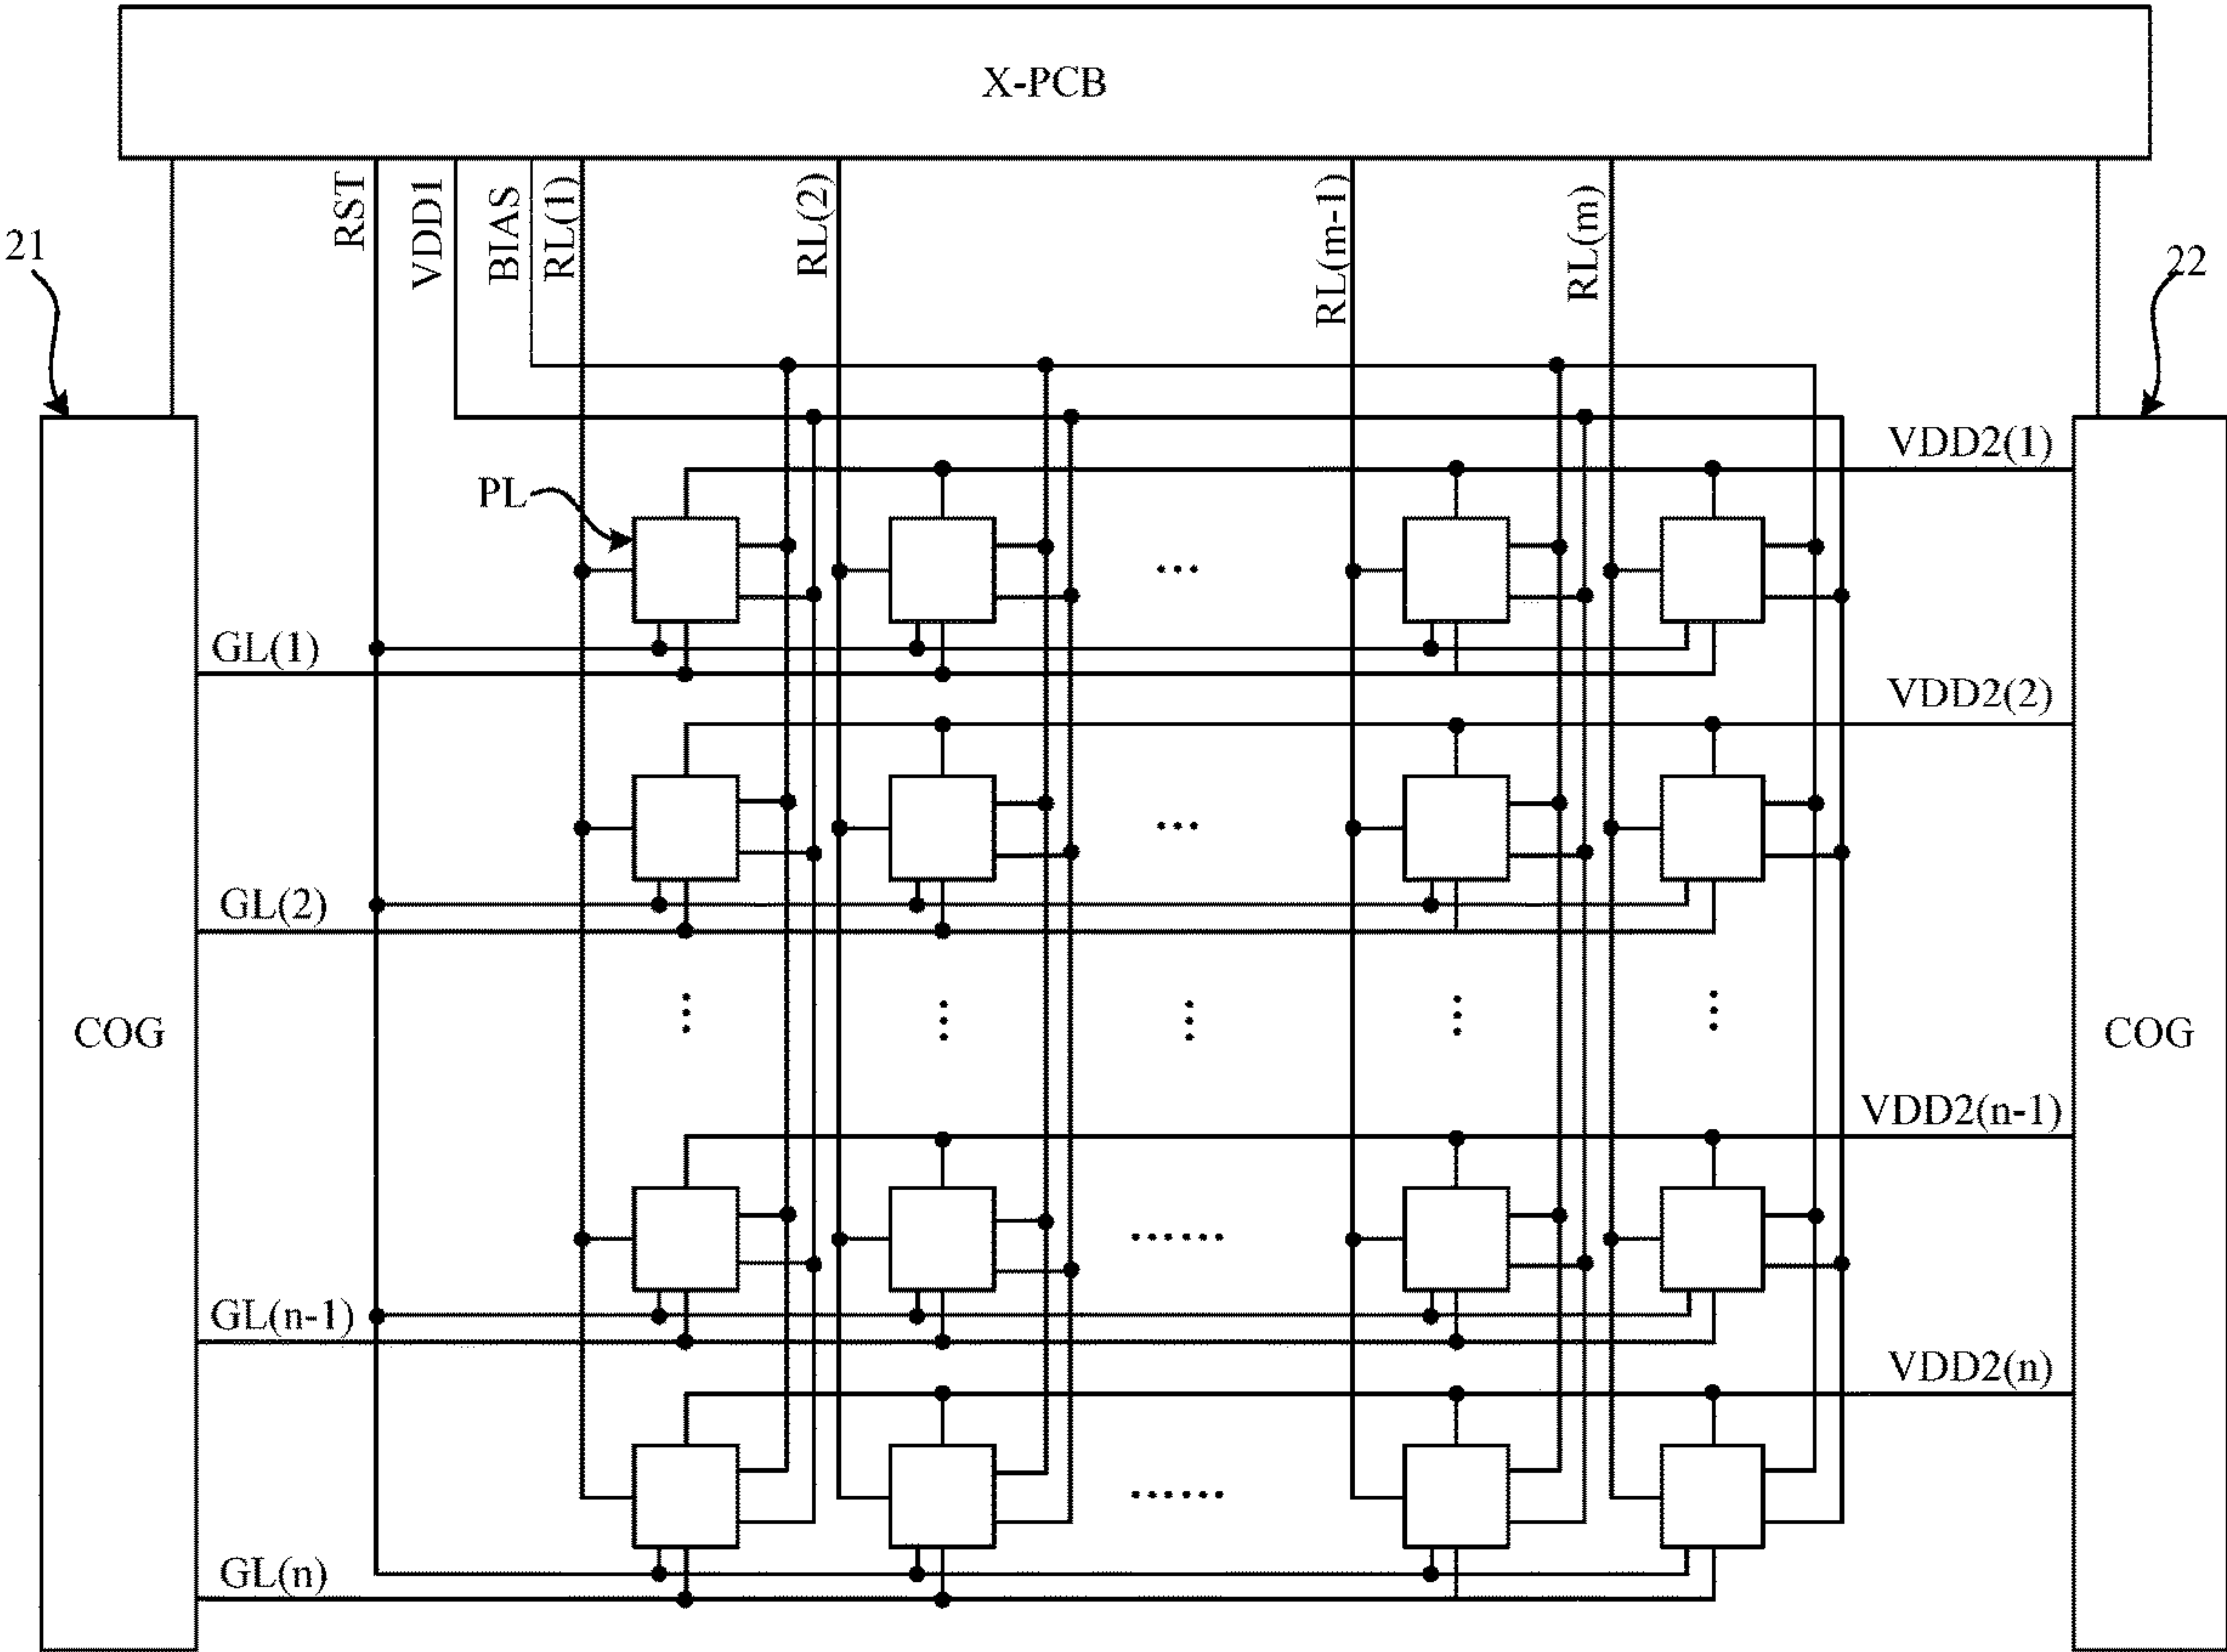 X-PCB
RST
VDD1
BIAS
RL(1)
RL(2)
RL(m-1)
RL(m)
21
22
VDD2(1)
PL
GL(1)
VDD2(2)
GL(2)
COG
COG
VDD2(n-1)
GL(n-1)
VDD2(n)
GL(n)